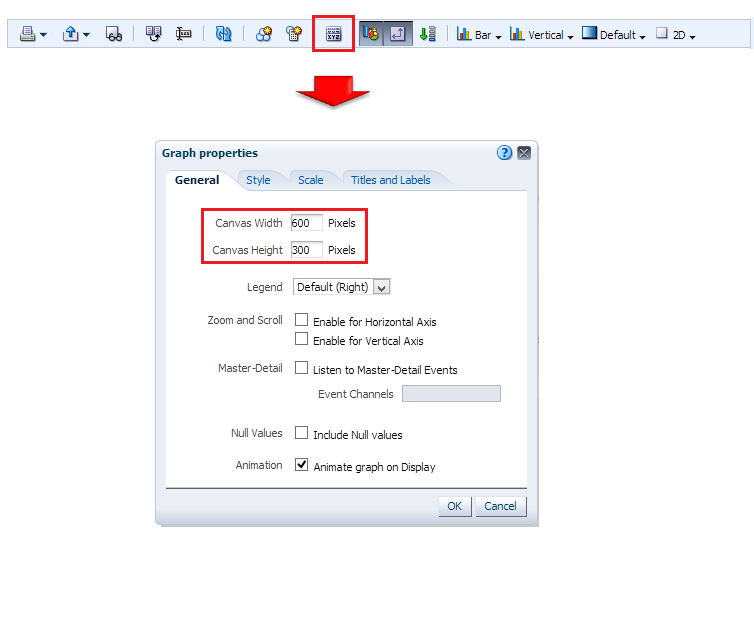 XYZ
Bar
Vertical
Default
2D
Graph properties
?
General
Style
Scale
Titles and Labels
Canvas Width 600 Pixels
Canvas Height 300 Pixels
Legend Default (Right)
Zoom and Scroll Enable for Horizontal Axis
Enable for Vertical Axis
Master-Detail Listen to Master-Detail Events
Event Channels
Null Values Include Null values
Animation Animate graph on Display
OK
Cancel